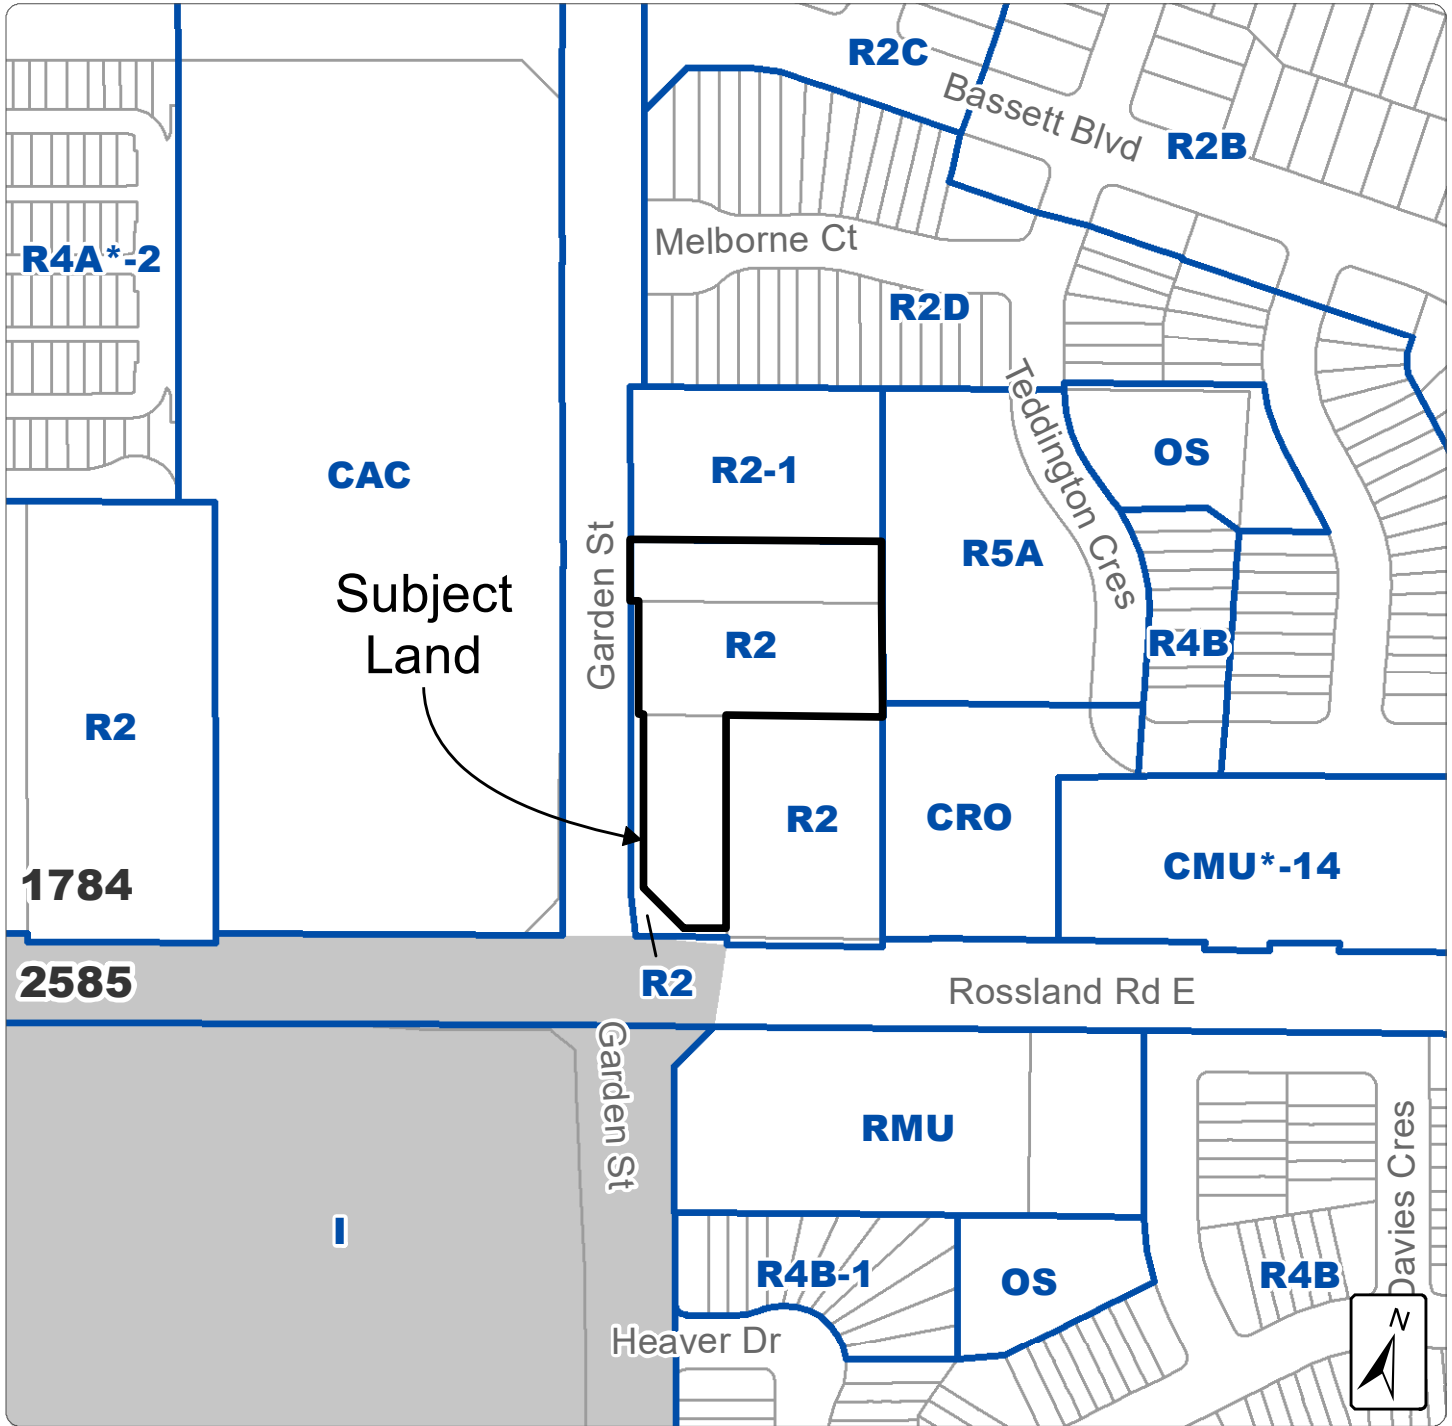 R2C
Bassett Blvd
R2B
Melborne Ct
R4A*-2
R2D
Teddington Cres
OS
R2-1
CAC
R5A
Garden St
Subject
Land
R2
R4B
R2
R2
CRO
CMU*-14
1784
2585
R2
Rossland Rd E
Garden St
RMU
Davies Cres
I
R4B-1
OS
R4B
Heaver Dr
N